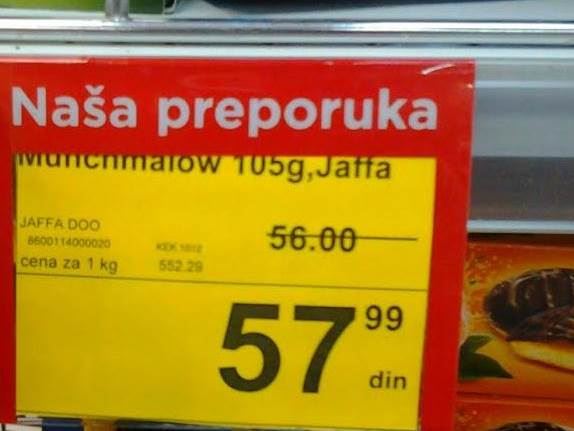 Naša preporuka
Munchmalow 105g,Jaffa
JAFFA DOO
8600114000020
56.00
KEK 1012
cena za 1 kg 552.29
57 99
din